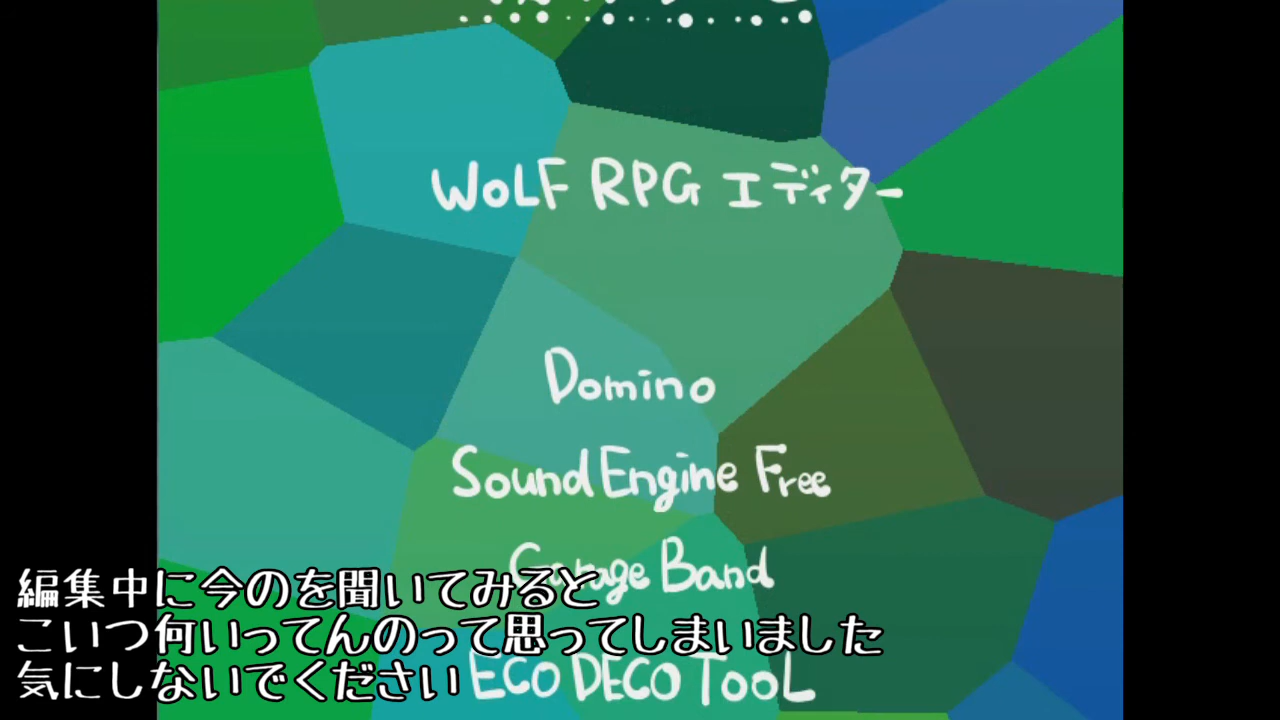 WOLF RPG エディター
Domino
Sound Engine Free
Garage Band
ECO DECO TOOL
編集中に今のを聞いてみると
こいつ何いってんのって思ってしまいました
気にしないでください